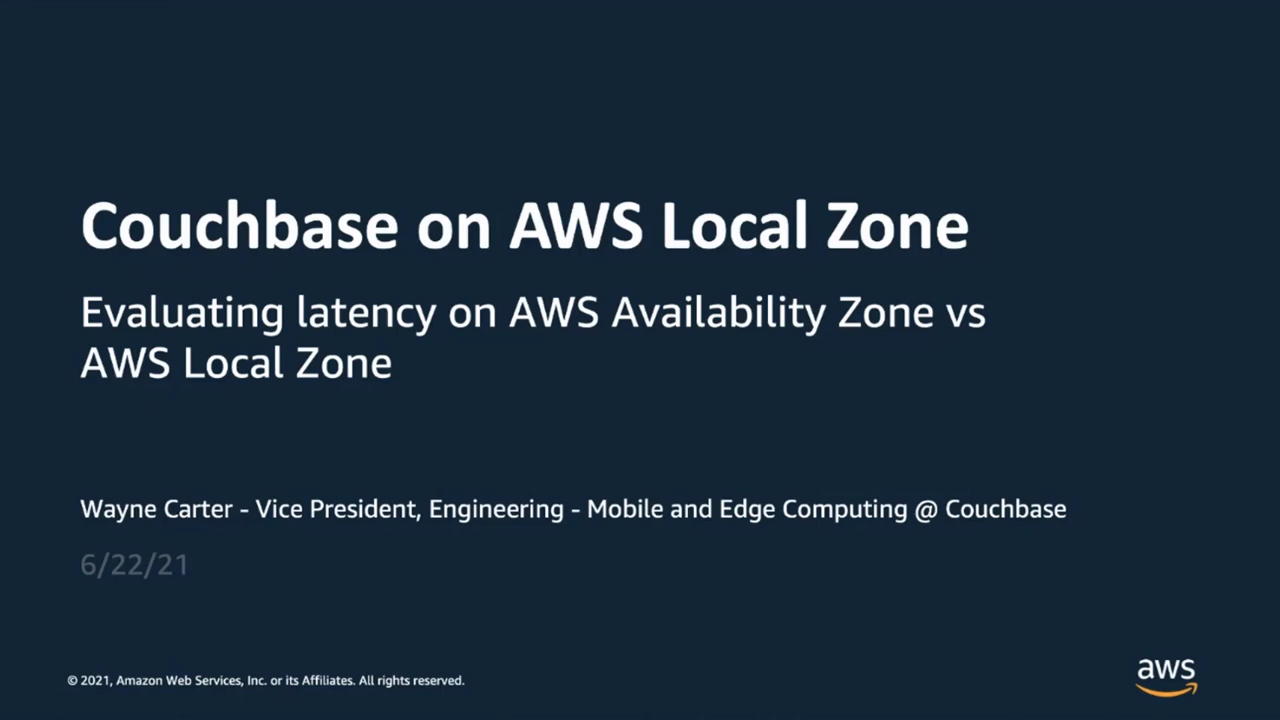 Couchbase on AWS Local Zone
Evaluating latency on AWS Availability Zone vs
AWS Local Zone
Wayne Carter - Vice President, Engineering - Mobile and Edge Computing @ Couchbase
6/22/21
© 2021, Amazon Web Services, Inc. or its Affiliates. All rights reserved.
aws